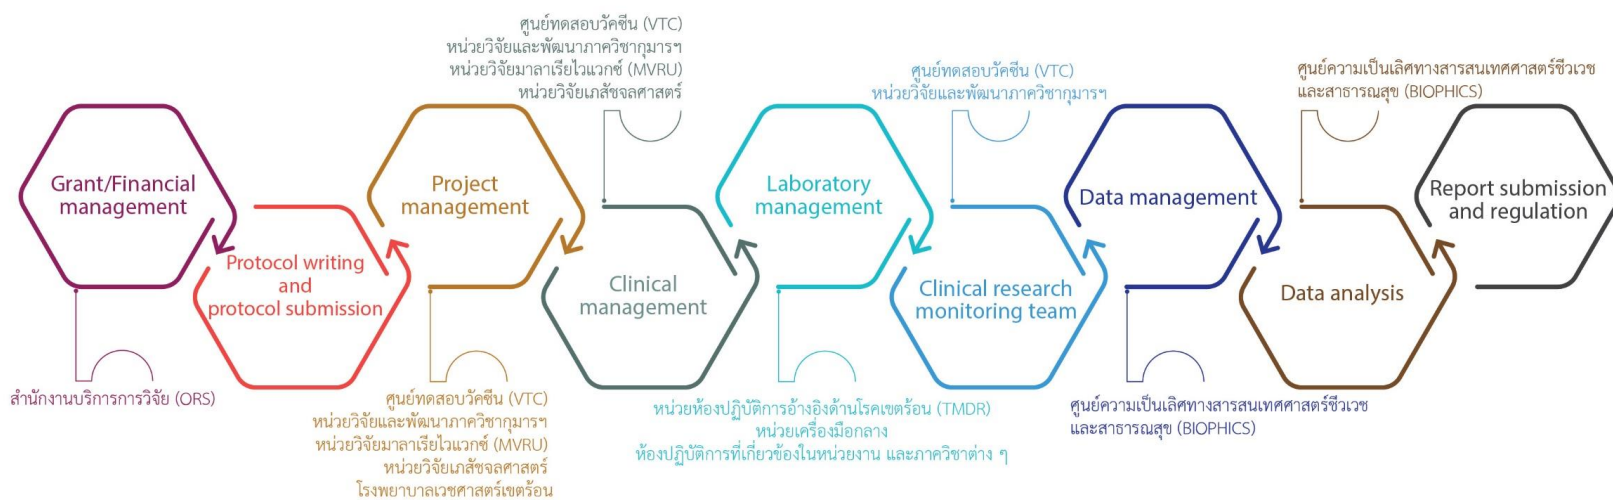 ศูนย์ทดสอบวัคซีน (VTC)
หน่วยวิจัยและพัฒนาภาควิชากุมารฯ
หน่วยวิจัยมาลาเรียไวแวกซ์ (MVRU)
หน่วยวิจัยเภสัชจลศาสตร์
ศูนย์ทดสอบวัคซีน (VTC)
หน่วยวิจัยและพัฒนาภาควิชากุมารฯ
ศูนย์ความเป็นเลิศทางสารสนเทศศาสตร์ชีวเวช
และสาธารณสุข (BIOPHICS)
Grant/Financial
management
Protocol writing
and
protocol submission
Project
management
Clinical
management
Laboratory
management
Clinical research
monitoring team
Data management
Data analysis
Report submission
and regulation
สำนักงานบริการการวิจัย (ORS)
ศูนย์ทดสอบวัคซีน (VTC)
หน่วยวิจัยและพัฒนาภาควิชากุมารฯ
หน่วยวิจัยมาลาเรียไวแวกซ์ (MVRU)
หน่วยวิจัยเภสัชจลศาสตร์
โรงพยาบาลเวชศาสตร์เขตร้อน
หน่วยห้องปฏิบัติการอ้างอิงด้านโรคเขตร้อน (TMDR)
หน่วยเครื่องมือกลาง
ห้องปฏิบัติการที่เกี่ยวข้องในหน่วยงาน และภาควิชาต่าง ๆ
ศูนย์ความเป็นเลิศทางสารสนเทศศาสตร์ชีวเวช
และสาธารณสุข (BIOPHICS)